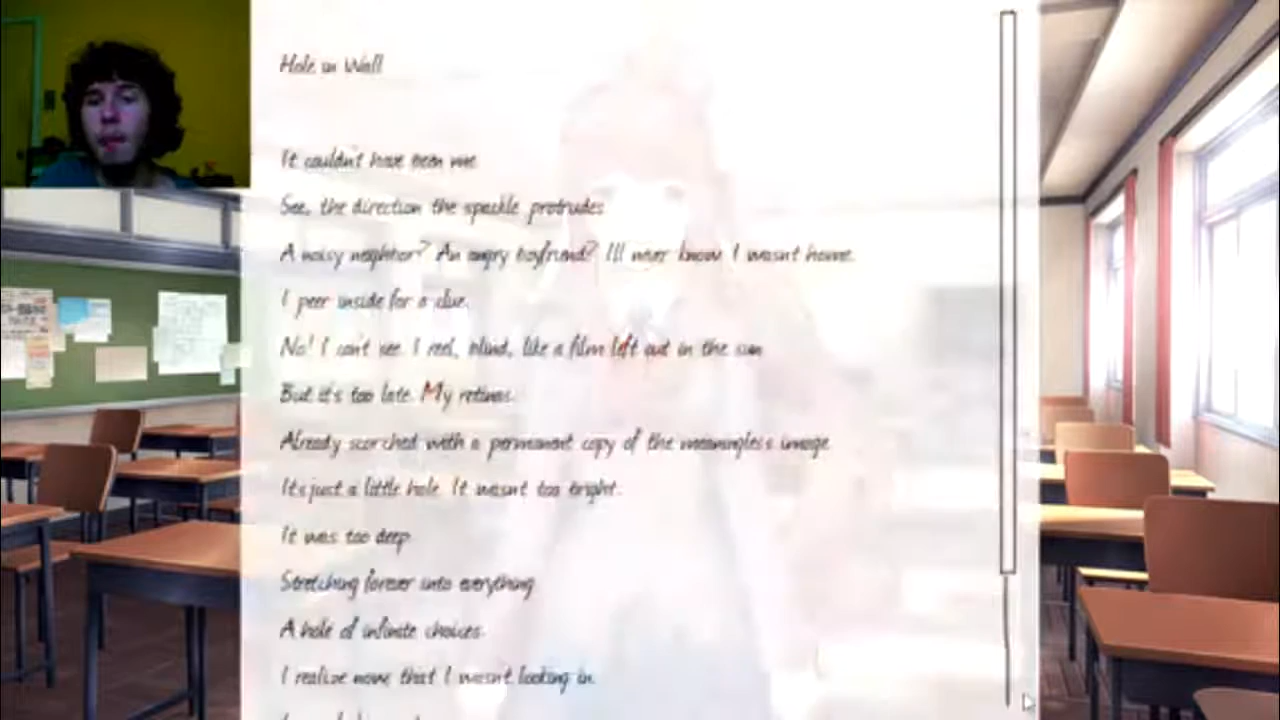 Hole in Wall
It couldn't have been me.
See, the direction the spackle protrudes.
A noisy neighbor? An angry boyfriend? I'll never know. I wasn't home.
I peer inside for a clue.
No! I can't see. I reel, blind, like a film left out in the sun.
But it's too late. My retinas.
Already scorched with a permanent copy of the meaningless image.
It's just a little hole. It wasn't too bright.
It was too deep.
Stretching forever into everything.
A hole of infinite choices.
I realize now, that I wasn't looking in.